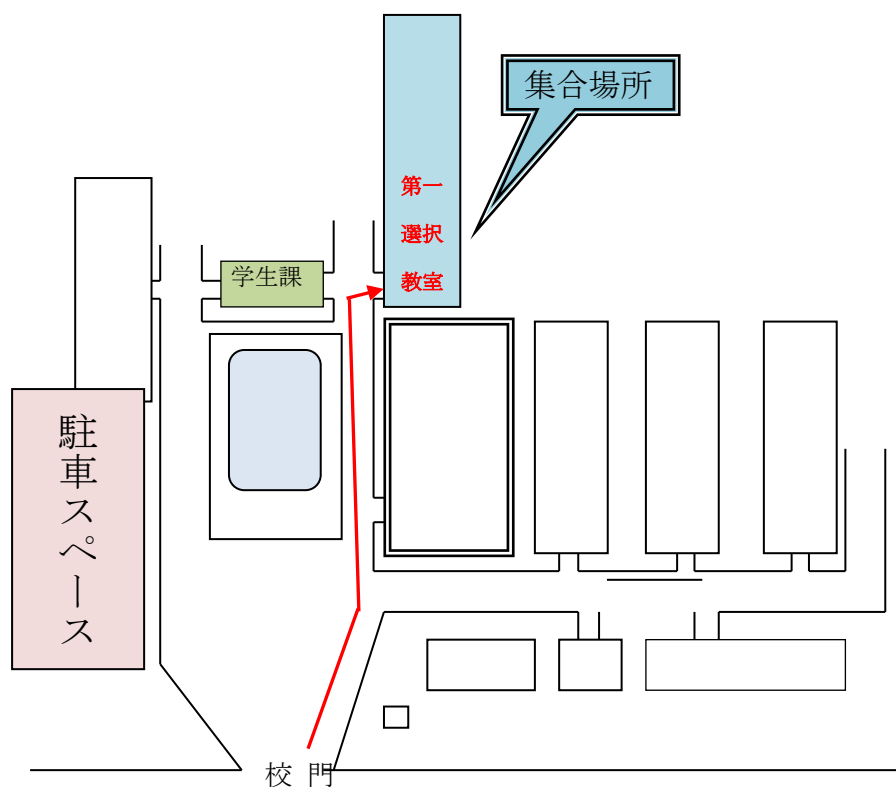 集合場所
第一
選択
教室
学生課
駐車スペース
校門